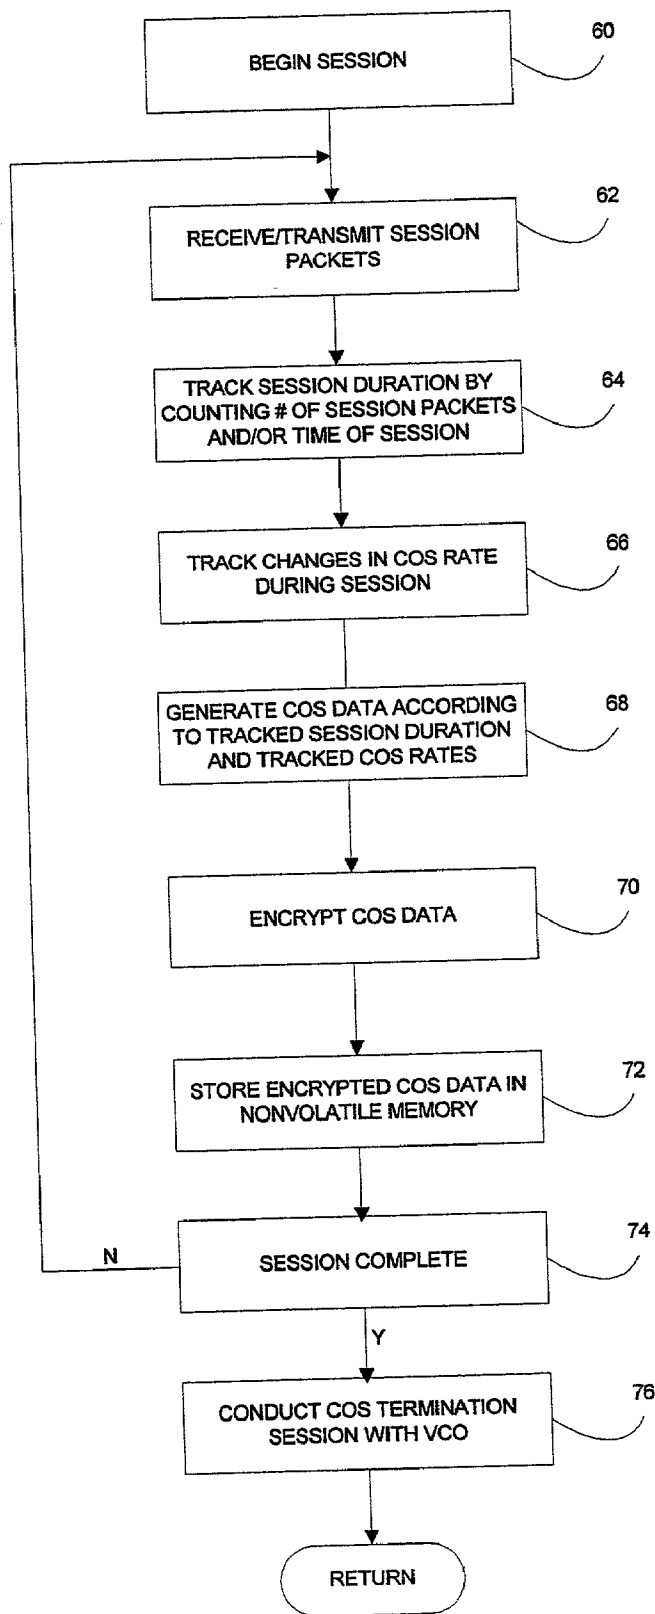 BEGIN SESSION
60
RECEIVE/TRANSMIT SESSION
PACKETS
62
TRACK SESSION DURATION BY
COUNTING # OF SESSION PACKETS
AND/OR TIME OF SESSION
64
TRACK CHANGES IN COS RATE
DURING SESSION
66
GENERATE COS DATA ACCORDING
TO TRACKED SESSION DURATION
AND TRACKED COS RATES
68
ENCRYPT COS DATA
70
STORE ENCRYPTED COS DATA IN
NONVOLATILE MEMORY
72
SESSION COMPLETE
74
N
Y
CONDUCT COS TERMINATION
SESSION WITH VCO
76
RETURN